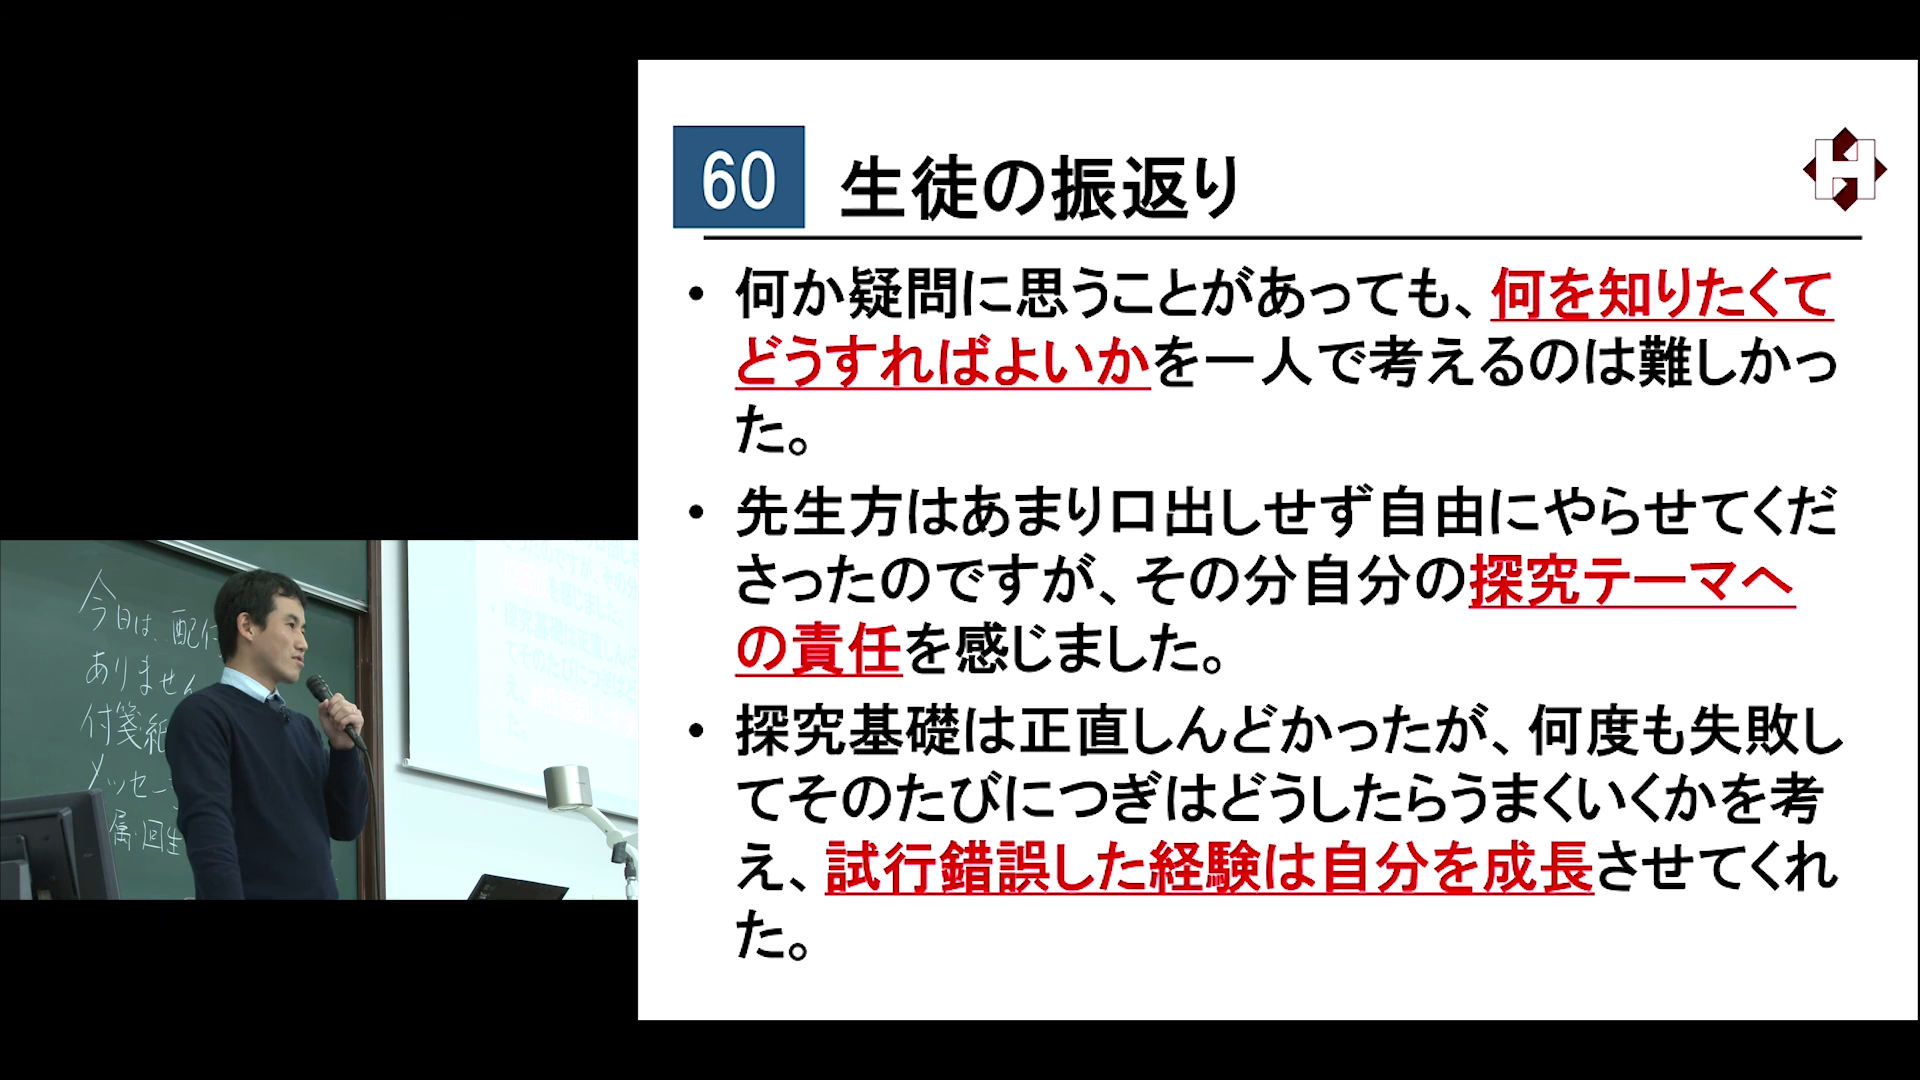 60 生徒の振返り
H
• 何か疑問に思うことがあっても、何を知りたくて
どうすればよいかを一人で考えるのは難しかっ
た。
• 先生方はあまり口出しせず自由にやらせてくだ
さったのですが、その分自分の探究テーマへ
の責任を感じました。
• 探究基礎は正直しんどかったが、何度も失敗し
てそのたびにつぎはどうしたらうまくいくかを考
え、試行錯誤した経験は自分を成長させてくれ
た。
今日は、配付
ありません
付箋紙
メッセー
属・回生